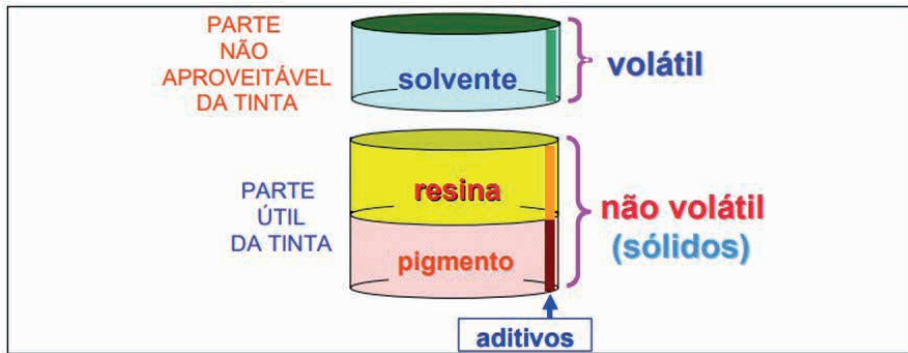 PARTE
NÃO
APROVEITÁVEL
DA TINTA
solvente
volátil
PARTE
ÚTIL
DA TINTA
resina
pigmento
não volátil
(sólidos)
aditivos